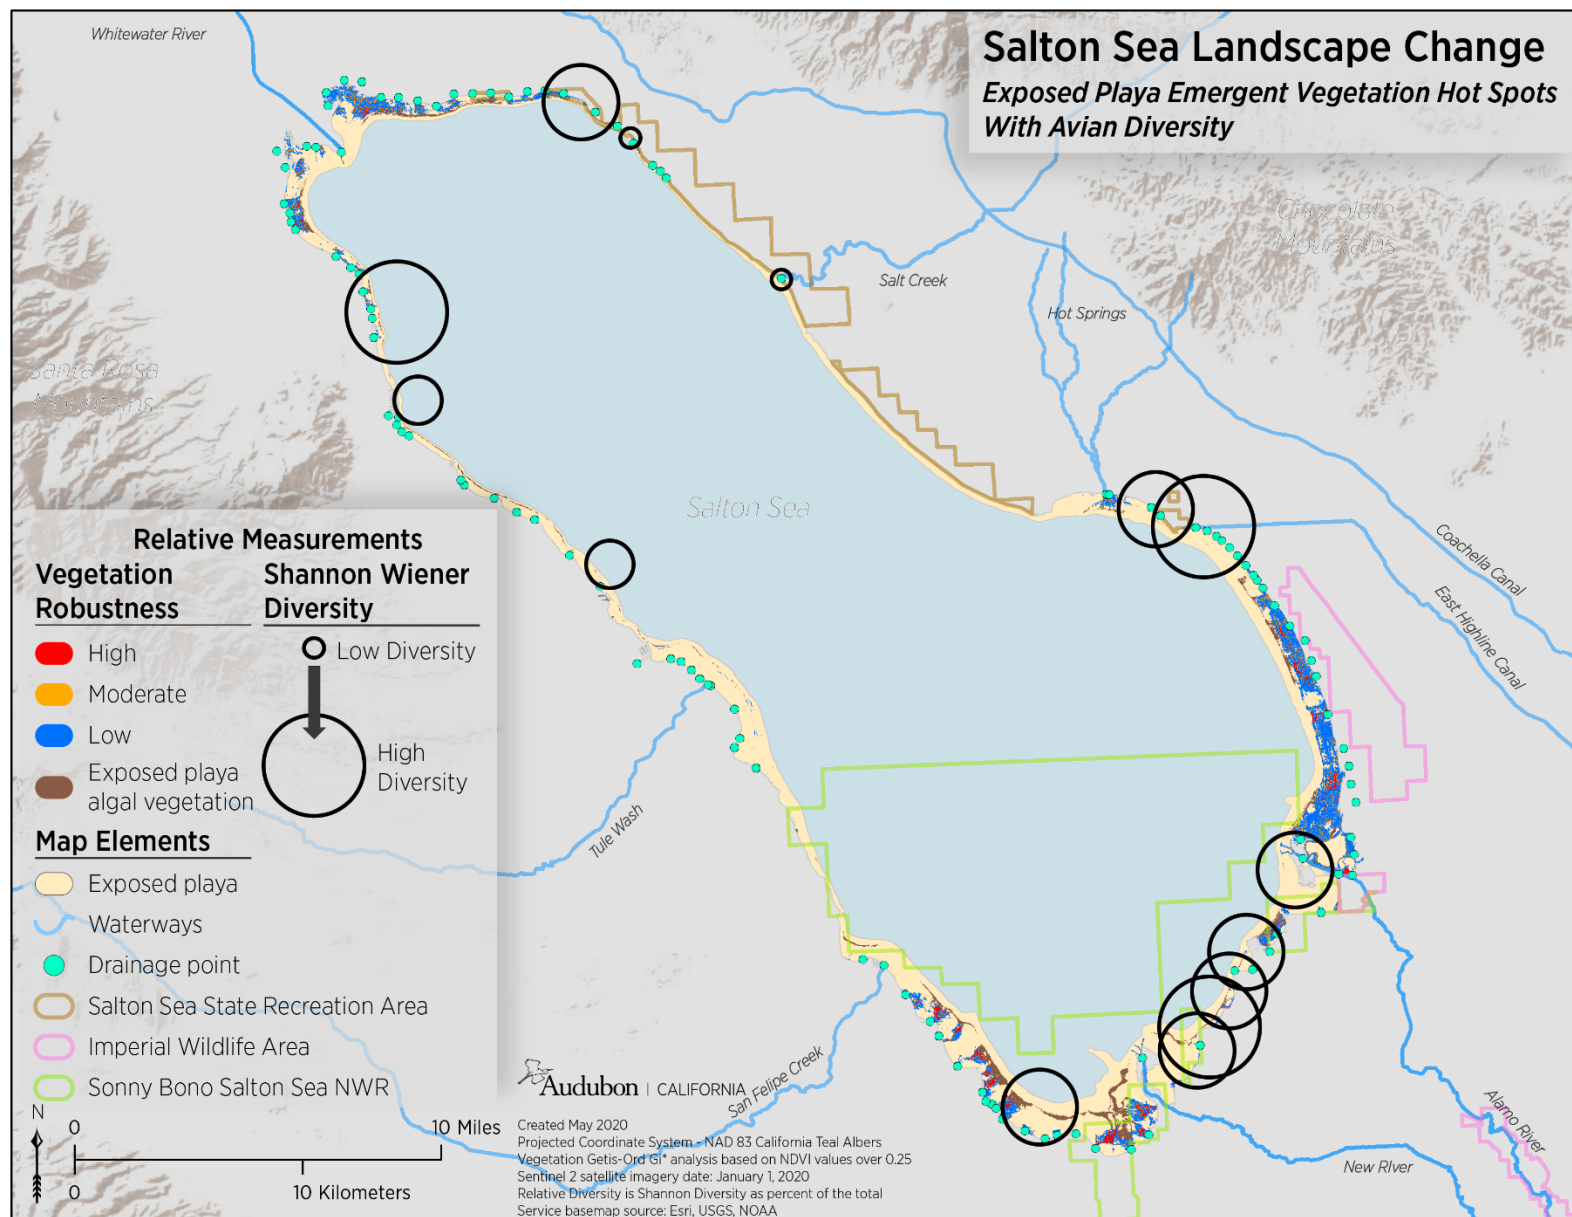 Whitewater River
Salton Sea Landscape Change
Exposed Playa Emergent Vegetation Hot Spots
With Avian Diversity
Chocolate
Mountains
Salt Creek
Hot Springs
Santa Rosa
Mountains
Salton Sea
Coachella Canal
East Highline Canal
Relative Measurements
Vegetation
Robustness
High
Moderate
Low
Exposed playa
algal vegetation
Shannon Wiener
Diversity
Low Diversity
High
Diversity
Map Elements
Exposed playa
Waterways
Drainage point
Salton Sea State Recreation Area
Imperial Wildlife Area
Sonny Bono Salton Sea NWR
Tule Wash
San Felipe Creek
Alamo River
New RIver
N
0 10 Miles
0 10 Kilometers
Audubon | CALIFORNIA
Created May 2020
Projected Coordinate System - NAD 83 California Teal Albers
Vegetation Getis-Ord Gi* analysis based on NDVI values over 0.25
Sentinel 2 satellite imagery date: January 1, 2020
Relative Diversity is Shannon Diversity as percent of the total
Service basemap source: Esri, USGS, NOAA